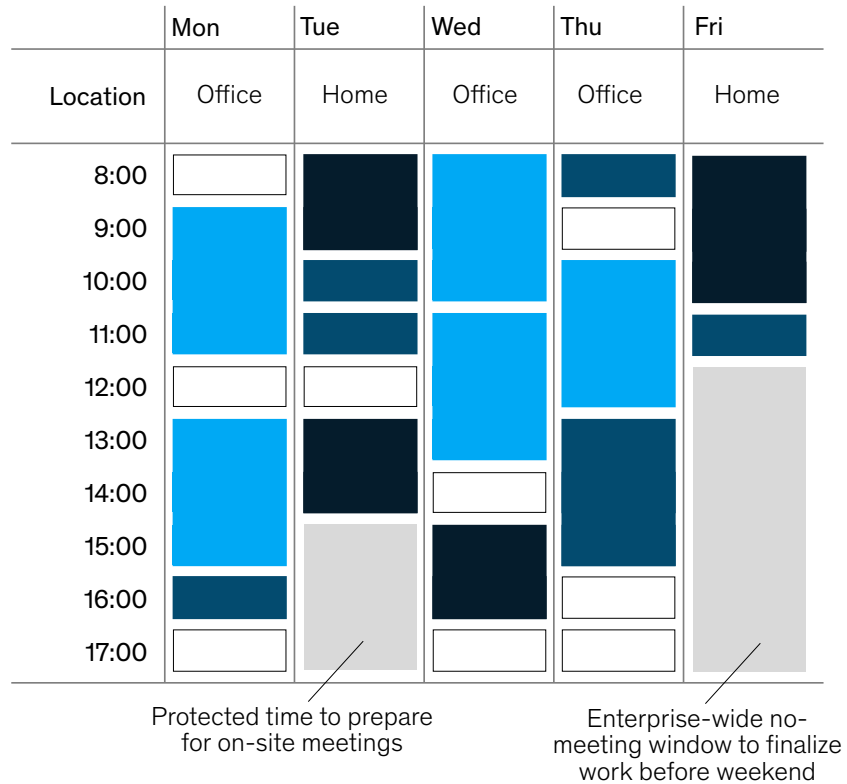 Mon Tue Wed Thu Fri
Location Office Home Office Office Home
8:00
9:00
10:00
11:00
12:00
13:00
14:00
15:00
16:00
17:00
Protected time to prepare
for on-site meetings
Enterprise-wide no-
meeting window to finalize
work before weekend